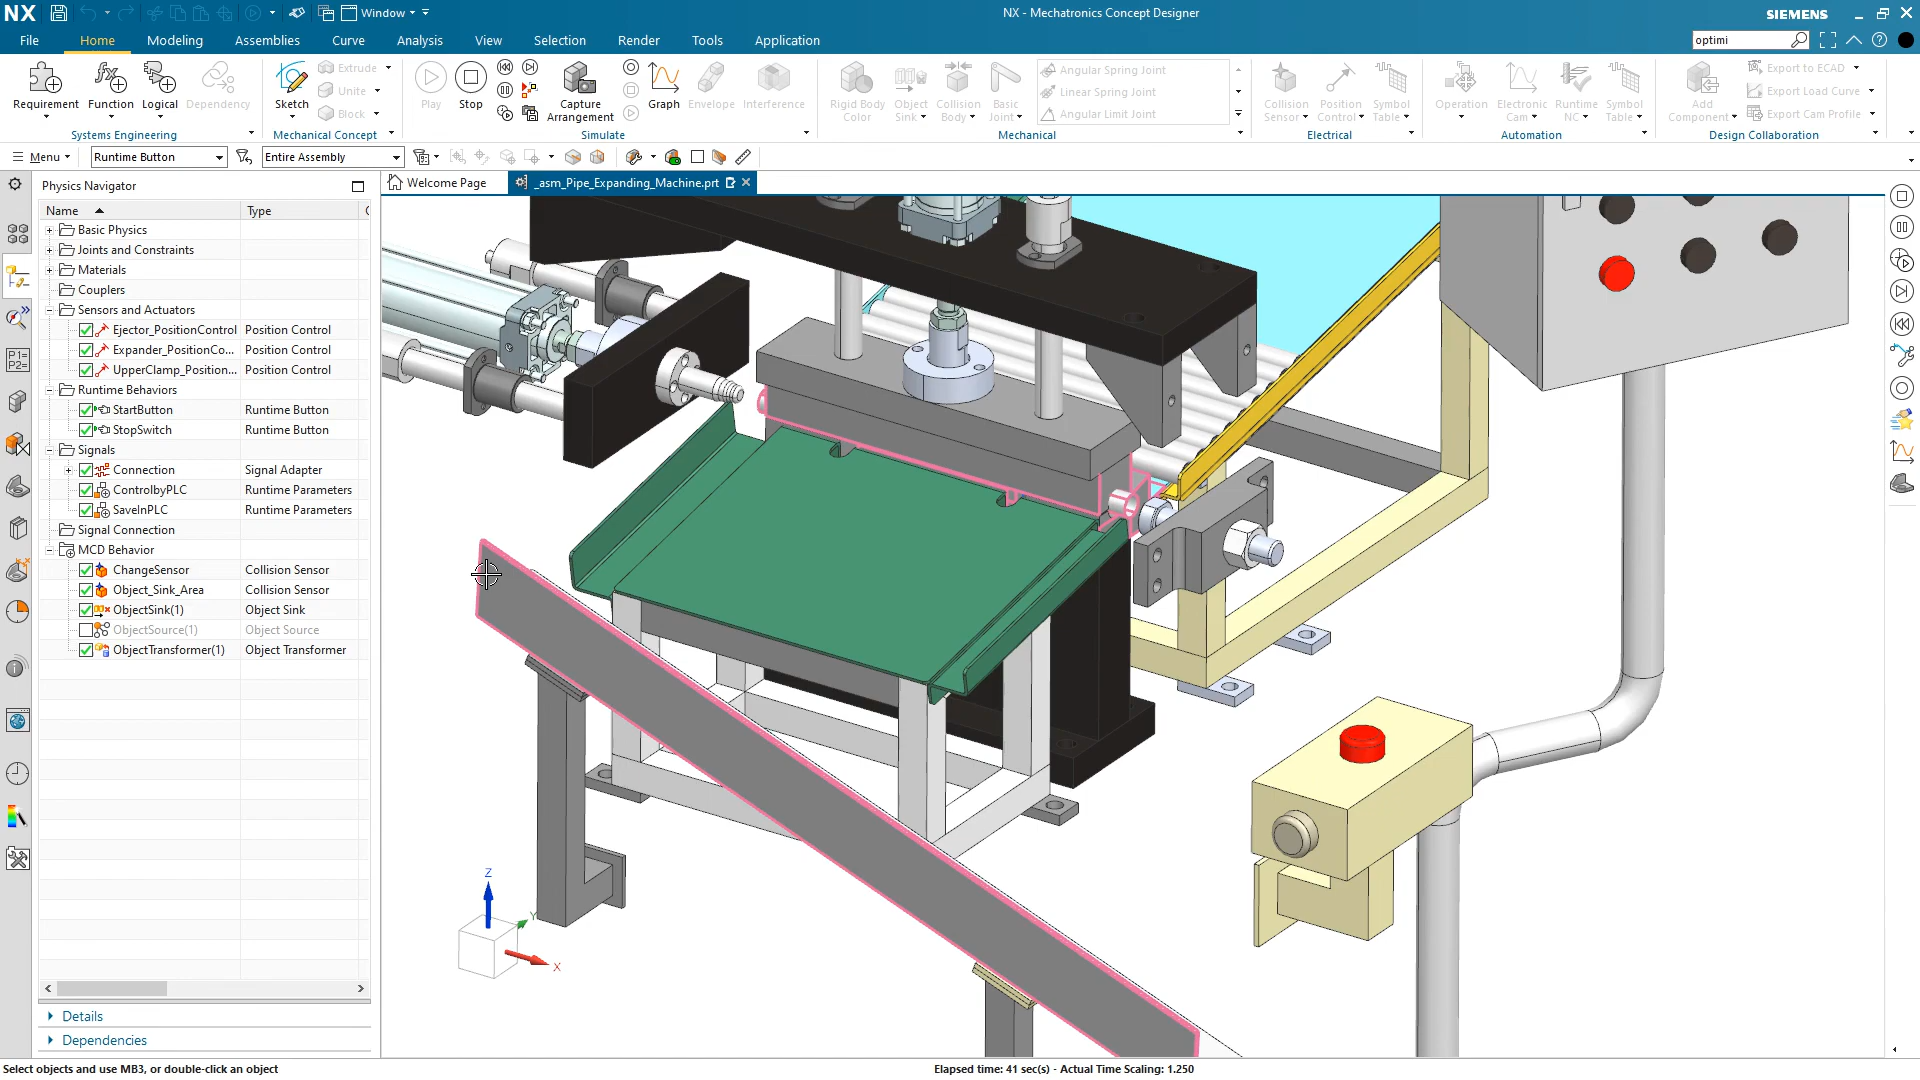 NX
Window
NX - Mechatronics Concept Designer
SIEMENS
File
Home
Modeling
Assemblies
Curve
Analysis
View
Selection
Render
Tools
Application
optimi
Requirement
Function
Logical
Dependency
Systems Engineering
Sketch
Extrude
Unite
Block
Mechanical Concept
Play
Stop
Capture
Arrangement
Graph
Envelope
Interference
Simulate
Rigid Body
Color
Object
Sink
Collision
Body
Basic
Joint
Angular Spring Joint
Linear Spring Joint
Angular Limit Joint
Mechanical
Collision
Sensor
Position
Control
Symbol
Table
Electrical
Operation
Electronic
Cam
Runtime
NC
Symbol
Table
Automation
Add
Component
Export to ECAD
Export Load Curve
Export Cam Profile
Design Collaboration
Menu
Runtime Button
Entire Assembly
Physics Navigator
Welcome Page
_asm_Pipe_Expanding_Machine.prt
Name
Type
Basic Physics
Joints and Constraints
Materials
Couplers
Sensors and Actuators
Ejector_PositionControl Position Control
Expander_PositionCo... Position Control
UpperClamp_Position... Position Control
Runtime Behaviors
StartButton Runtime Button
StopSwitch Runtime Button
Signals
Connection Signal Adapter
ControlbyPLC Runtime Parameters
SaveInPLC Runtime Parameters
Signal Connection
MCD Behavior
ChangeSensor Collision Sensor
Object_Sink_Area Collision Sensor
ObjectSink(1) Object Sink
ObjectSource(1) Object Source
ObjectTransformer(1) Object Transformer
P1=
P2=
Z
Y
X
Details
Dependencies
Select objects and use MB3, or double-click an object
Elapsed time: 41 sec(s) - Actual Time Scaling: 1.250